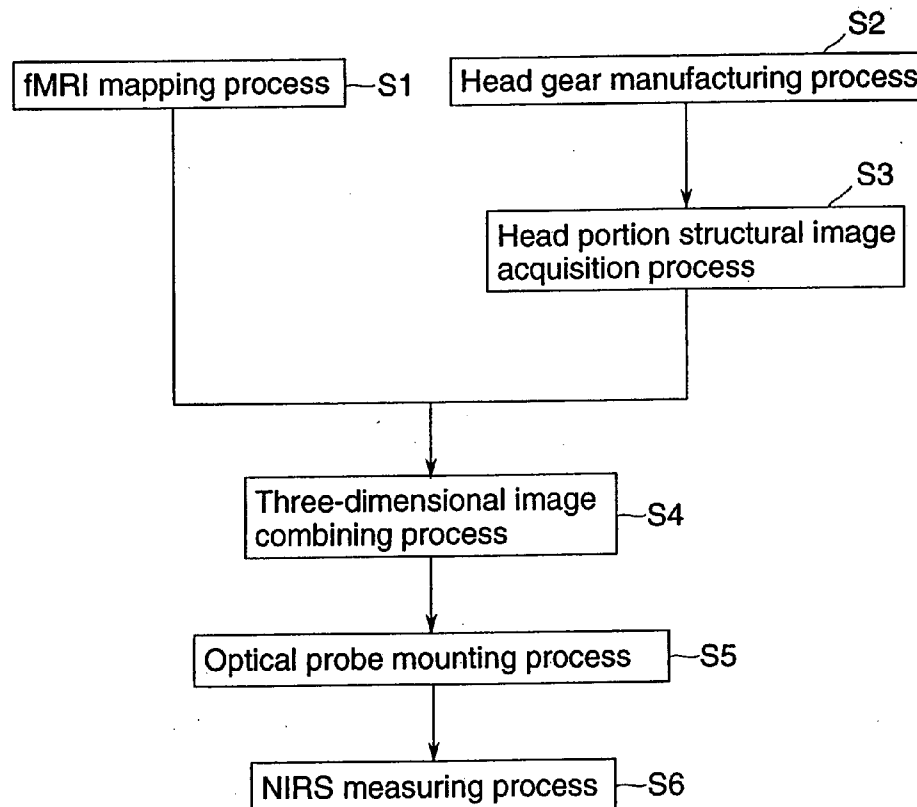 S2
fMRI mapping process
S1
Head gear manufacturing process
S3
Head portion structural image
acquisition process
Three-dimensional image
combining process
S4
Optical probe mounting process
S5
NIRS measuring process
S6